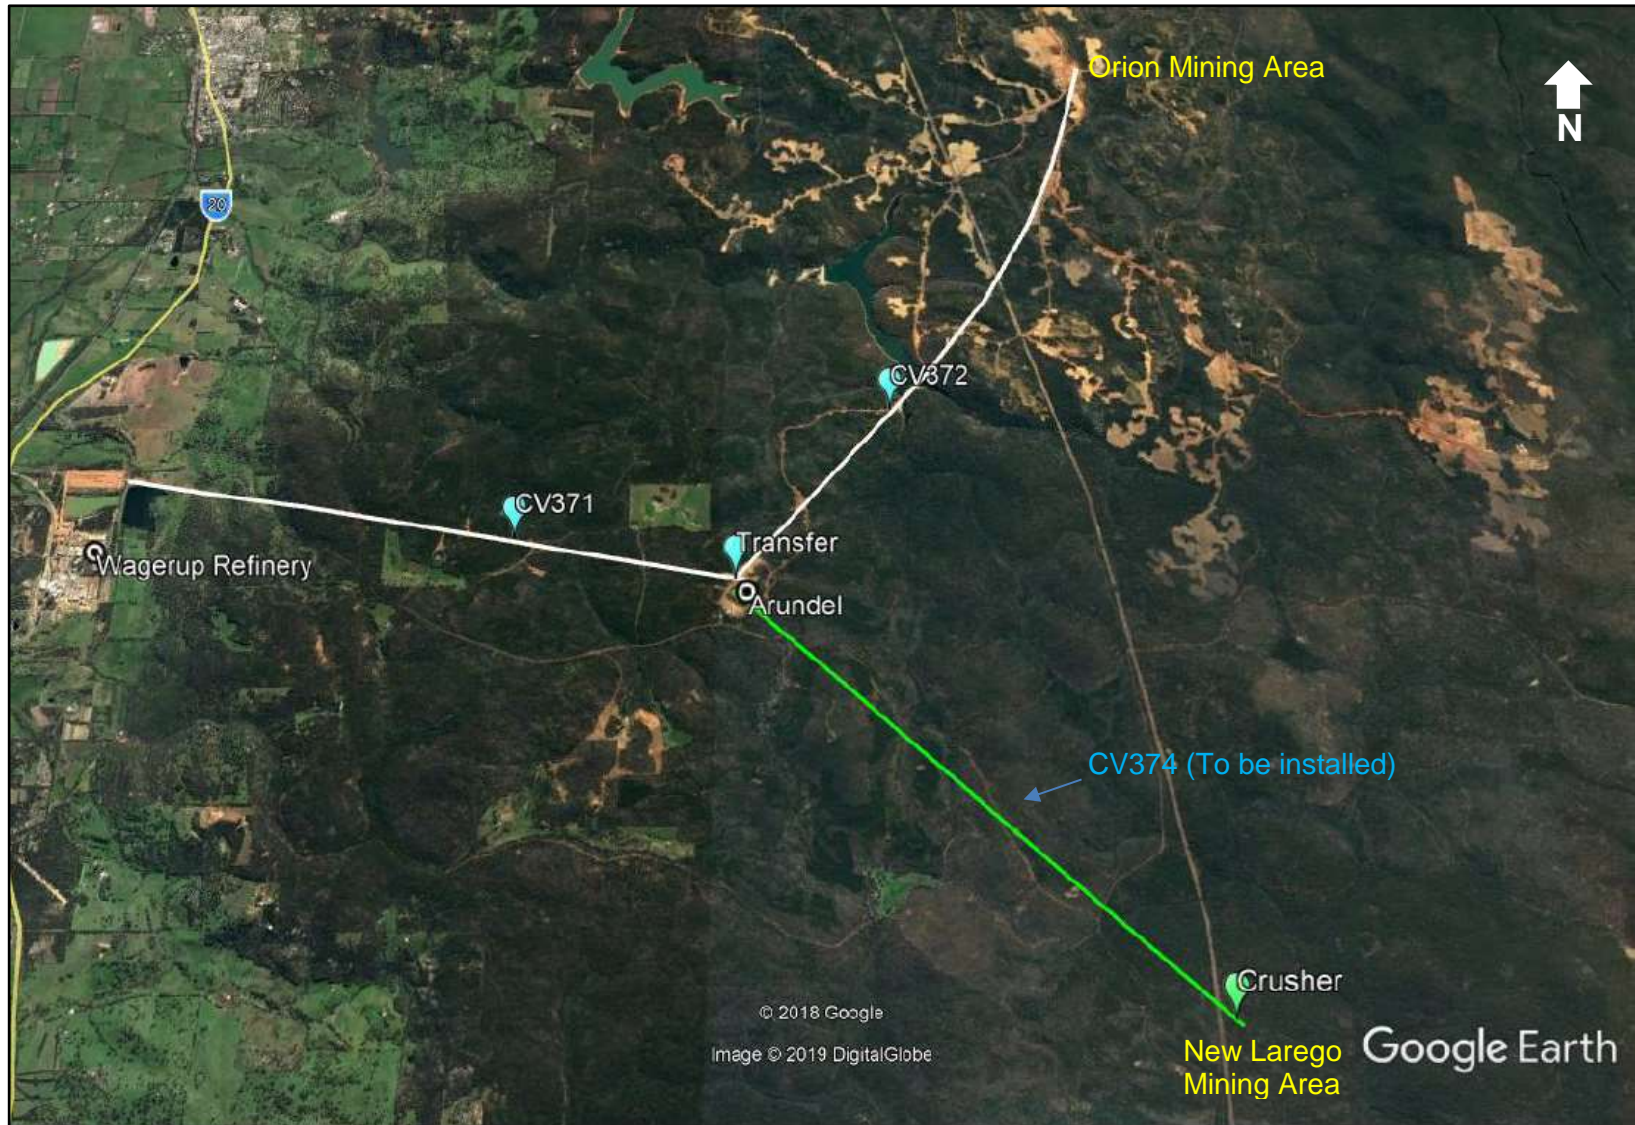 Orion Mining Area
N
20
CV372
CV371
Transfer
Wagerup Refinery
Arundel
CV374 (To be installed)
Crusher
© 2018 Google
Image © 2019 DigitalGlobe
New Larego
Mining Area
Google Earth